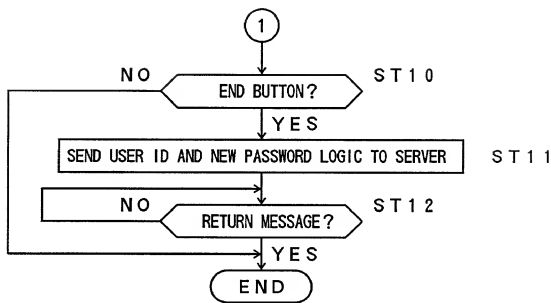 1
NO
ST10
END BUTTON?
YES
SEND USER ID AND NEW PASSWORD LOGIC TO SERVER
ST11
NO
ST12
RETURN MESSAGE?
YES
END